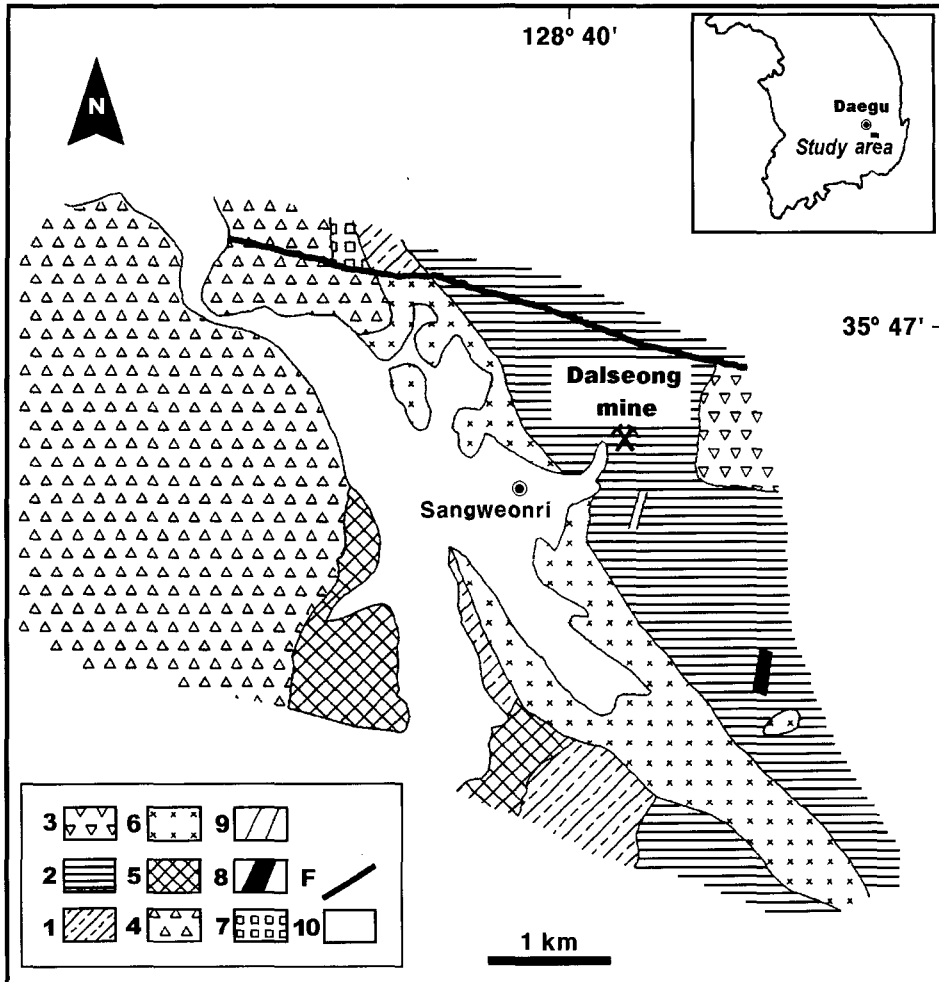 128° 40'
N
Daegu
Study area
35° 47'
Dalseong
mine
Sangweonri
3 6 9
2 5 8 F
1 4 7 10
1 km